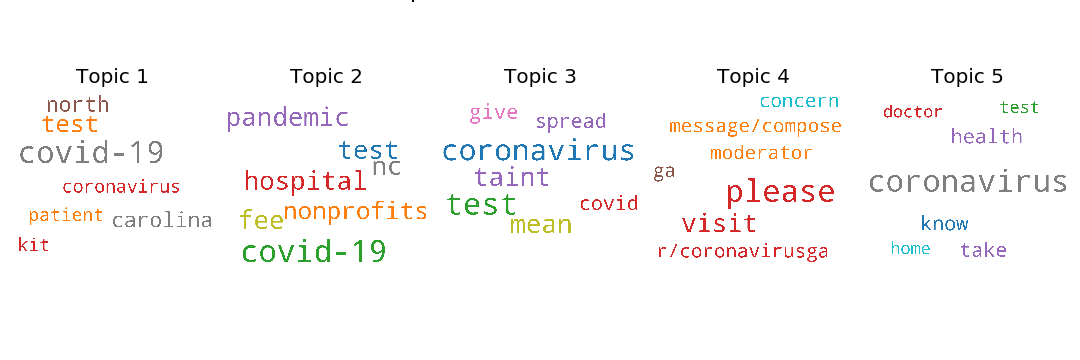 Topic 1
north
test
covid-19
coronavirus
patient
carolina
kit
Topic 2
pandemic
test
nc
hospital
nonprofits
fee
covid-19
Topic 3
give
spread
coronavirus
taint
test
covid
mean
Topic 4
concern
message/compose
moderator
ga
please
visit
r/coronavirusga
Topic 5
doctor
test
health
coronavirus
know
home
take